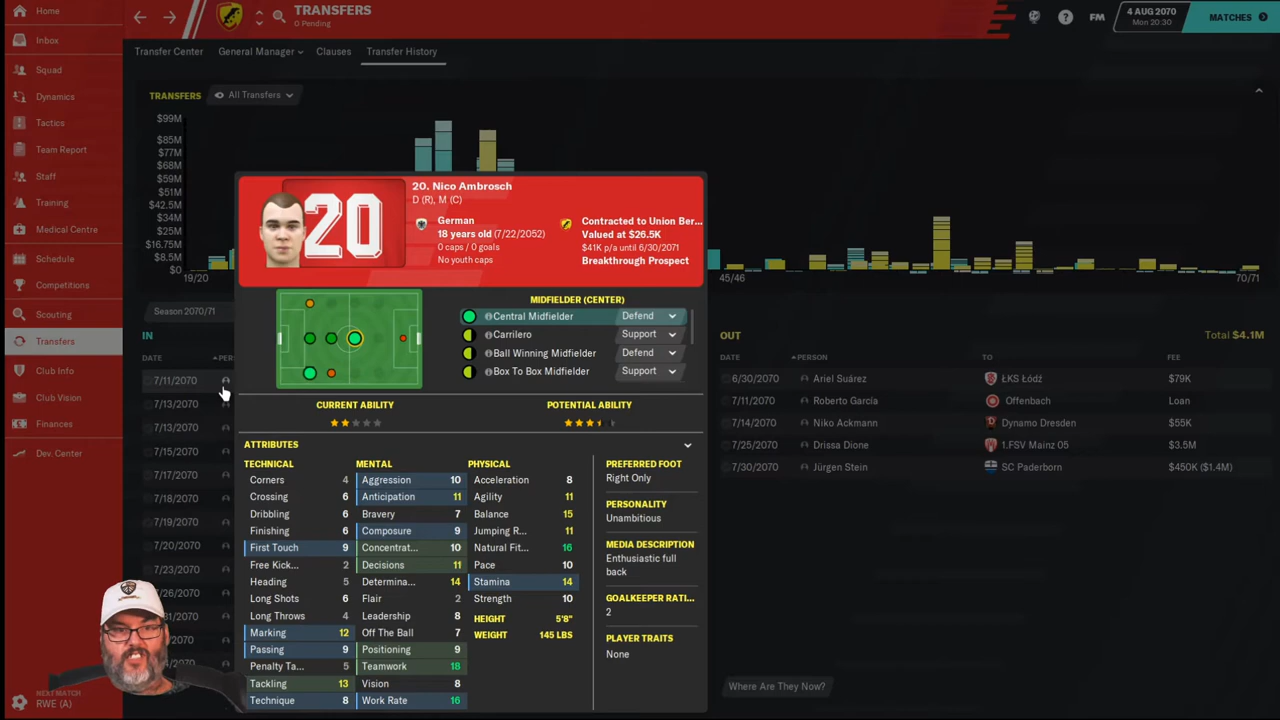 Home
Inbox
Squad
Dynamics
Tactics
Team Report
Staff
Training
Medical Centre
Schedule
Competitions
Scouting
Transfers
Club Info
Club Vision
Finances
Dev. Center
NEXT MATCH
RWE (A)
TRANSFERS
0 Pending
FM
4 AUG 2070
Mon 20:30
MATCHES
Transfer Center
General Manager
Clauses
Transfer History
TRANSFERS
All Transfers
$99M
$85M
$77M
$68M
$59M
$51M
$42.5M
$34M
$25M
$16.75M
$8.5M
$0
19/20
45/46
70/71
Season 2070/71
IN
DATE
PER
7/11/2070
7/13/2070
7/13/2070
7/15/2070
7/17/2070
7/18/2070
7/19/2070
7/20/2070
7/23/2070
7/26/2070
OUT
Total $4.1M
DATE PERSON TO FEE
6/30/2070 Ariel Suárez ŁKS Łódź $79K
7/11/2070 Roberto García Offenbach Loan
7/14/2070 Niko Ackmann Dynamo Dresden $55K
7/25/2070 Drissa Dione 1.FSV Mainz 05 $3.5M
7/30/2070 Jürgen Stein SC Paderborn $450K ($1.4M)
Where Are They Now?
20
20. Nico Ambrosch
D (R), M (C)
German
18 years old (7/22/2052)
0 caps / 0 goals
No youth caps
Contracted to Union Ber...
Valued at $26.5K
$41K p/a until 6/30/2071
Breakthrough Prospect
MIDFIELDER (CENTER)
Central Midfielder Defend
Carrilero Support
Ball Winning Midfielder Defend
Box To Box Midfielder Support
CURRENT ABILITY
POTENTIAL ABILITY
ATTRIBUTES
TECHNICAL
Corners 4
Crossing 6
Dribbling 6
Finishing 6
First Touch 9
Free Kick... 2
Heading 5
Long Shots 6
Long Throws 4
Marking 12
Passing 9
Penalty Ta... 5
Tackling 13
Technique 8
MENTAL
Aggression 10
Anticipation 11
Bravery 7
Composure 9
Concentrat... 10
Decisions 11
Determina... 14
Flair 2
Leadership 8
Off The Ball 7
Positioning 9
Teamwork 18
Vision 8
Work Rate 16
PHYSICAL
Acceleration 8
Agility 11
Balance 15
Jumping R... 11
Natural Fit... 16
Pace 10
Stamina 14
Strength 10
HEIGHT 5'8"
WEIGHT 145 LBS
PREFERRED FOOT
Right Only
PERSONALITY
Unambitious
MEDIA DESCRIPTION
Enthusiastic full
back
GOALKEEPER RATI...
2
PLAYER TRAITS
None